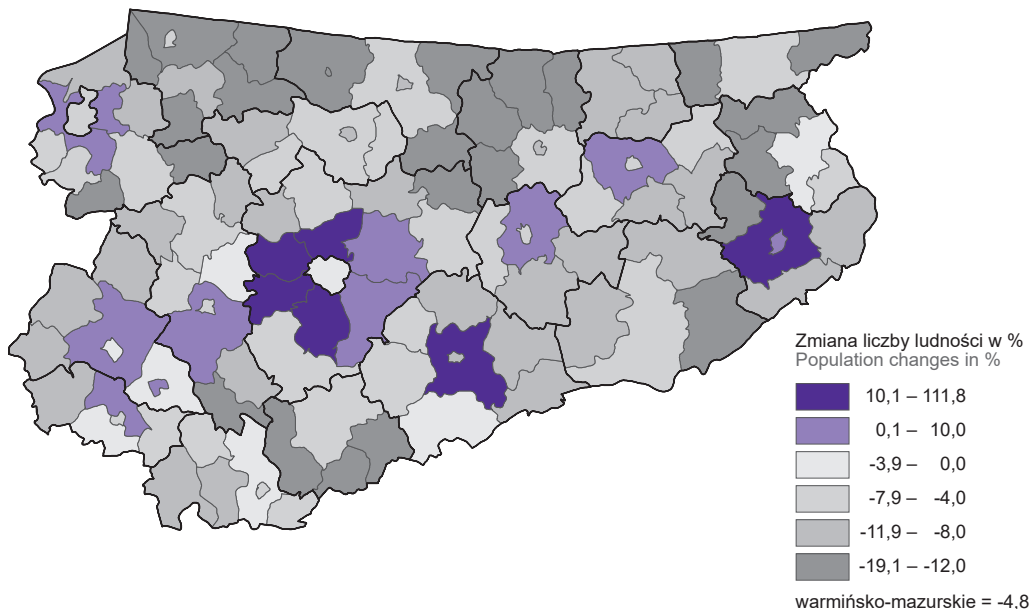 Zmiana liczby ludności w %
Population changes in %
10,1 – 111,8
0,1 – 10,0
-3,9 – 0,0
-7,9 – -4,0
-11,9 – -8,0
-19,1 – -12,0
warmińsko-mazurskie = -4,8